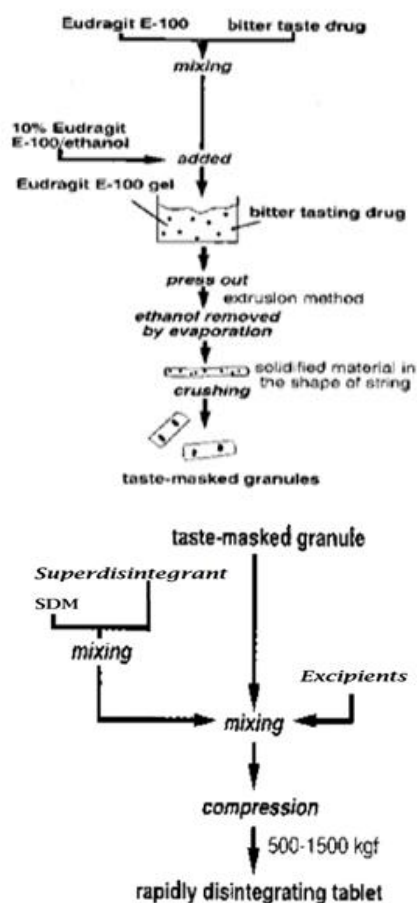 Eudragit E-100 bitter taste drug
mixing
10% Eudragit
E-100/ethanol
added
Eudragit E-100 gel
bitter tasting drug
press out
extrusion method
ethanol removed
by evaporation
solidified material in
the shape of string
crushing
taste-masked granules
taste-masked granule
Superdisintegrant
SDM
mixing
Excipients
mixing
compression
500-1500 kgf
rapidly disintegrating tablet